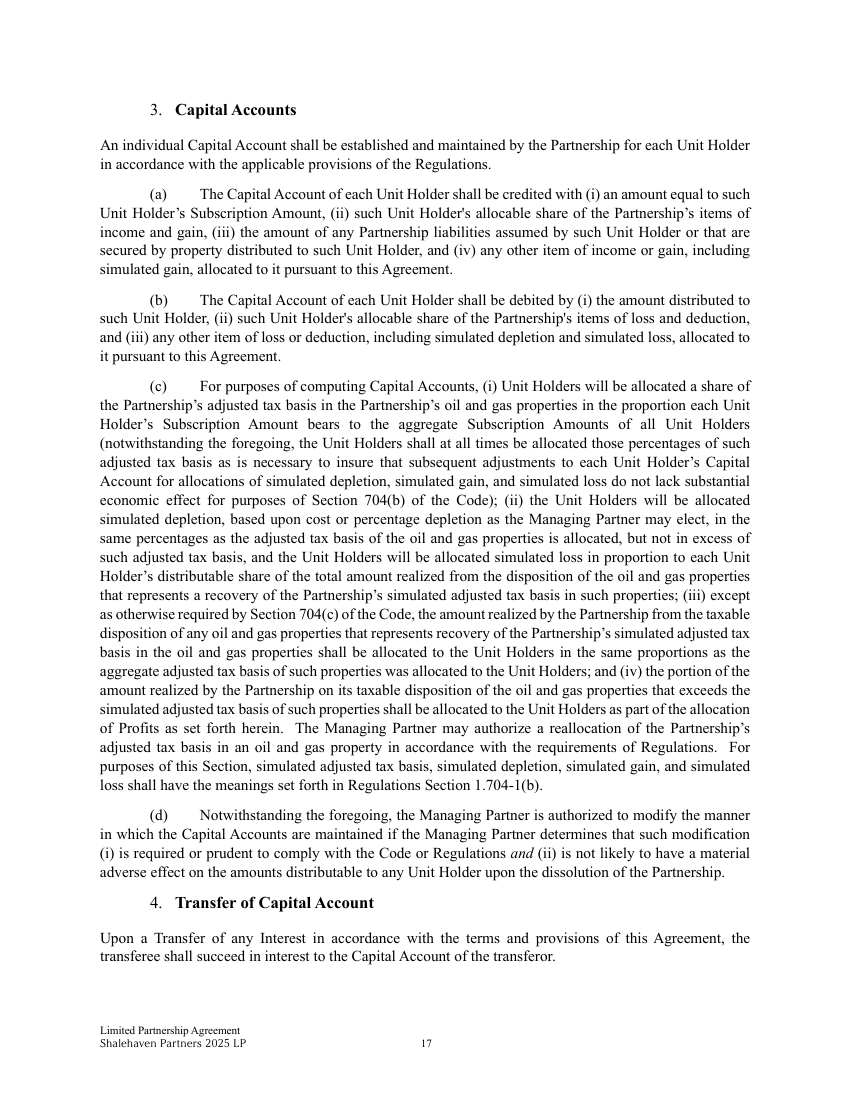 3. Capital Accounts
An individual Capital Account shall be established and maintained by the Partnership for each Unit Holder
in accordance with the applicable provisions of the Regulations.
(a) The Capital Account of each Unit Holder shall be credited with (i) an amount equal to such
Unit Holder’s Subscription Amount, (ii) such Unit Holder's allocable share of the Partnership’s items of
income and gain, (iii) the amount of any Partnership liabilities assumed by such Unit Holder or that are
secured by property distributed to such Unit Holder, and (iv) any other item of income or gain, including
simulated gain, allocated to it pursuant to this Agreement.
(b) The Capital Account of each Unit Holder shall be debited by (i) the amount distributed to
such Unit Holder, (ii) such Unit Holder's allocable share of the Partnership's items of loss and deduction,
and (iii) any other item of loss or deduction, including simulated depletion and simulated loss, allocated to
it pursuant to this Agreement.
(c) For purposes of computing Capital Accounts, (i) Unit Holders will be allocated a share of
the Partnership’s adjusted tax basis in the Partnership’s oil and gas properties in the proportion each Unit
Holder’s Subscription Amount bears to the aggregate Subscription Amounts of all Unit Holders
(notwithstanding the foregoing, the Unit Holders shall at all times be allocated those percentages of such
adjusted tax basis as is necessary to insure that subsequent adjustments to each Unit Holder’s Capital
Account for allocations of simulated depletion, simulated gain, and simulated loss do not lack substantial
economic effect for purposes of Section 704(b) of the Code); (ii) the Unit Holders will be allocated
simulated depletion, based upon cost or percentage depletion as the Managing Partner may elect, in the
same percentages as the adjusted tax basis of the oil and gas properties is allocated, but not in excess of
such adjusted tax basis, and the Unit Holders will be allocated simulated loss in proportion to each Unit
Holder’s distributable share of the total amount realized from the disposition of the oil and gas properties
that represents a recovery of the Partnership’s simulated adjusted tax basis in such properties; (iii) except
as otherwise required by Section 704(c) of the Code, the amount realized by the Partnership from the taxable
disposition of any oil and gas properties that represents recovery of the Partnership’s simulated adjusted tax
basis in the oil and gas properties shall be allocated to the Unit Holders in the same proportions as the
aggregate adjusted tax basis of such properties was allocated to the Unit Holders; and (iv) the portion of the
amount realized by the Partnership on its taxable disposition of the oil and gas properties that exceeds the
simulated adjusted tax basis of such properties shall be allocated to the Unit Holders as part of the allocation
of Profits as set forth herein. The Managing Partner may authorize a reallocation of the Partnership’s
adjusted tax basis in an oil and gas property in accordance with the requirements of Regulations. For
purposes of this Section, simulated adjusted tax basis, simulated depletion, simulated gain, and simulated
loss shall have the meanings set forth in Regulations Section 1.704-1(b).
(d) Notwithstanding the foregoing, the Managing Partner is authorized to modify the manner
in which the Capital Accounts are maintained if the Managing Partner determines that such modification
(i) is required or prudent to comply with the Code or Regulations and (ii) is not likely to have a material
adverse effect on the amounts distributable to any Unit Holder upon the dissolution of the Partnership.
4. Transfer of Capital Account
Upon a Transfer of any Interest in accordance with the terms and provisions of this Agreement, the
transferee shall succeed in interest to the Capital Account of the transferor.
Limited Partnership Agreement
Shalehaven Partners 2025 LP 17